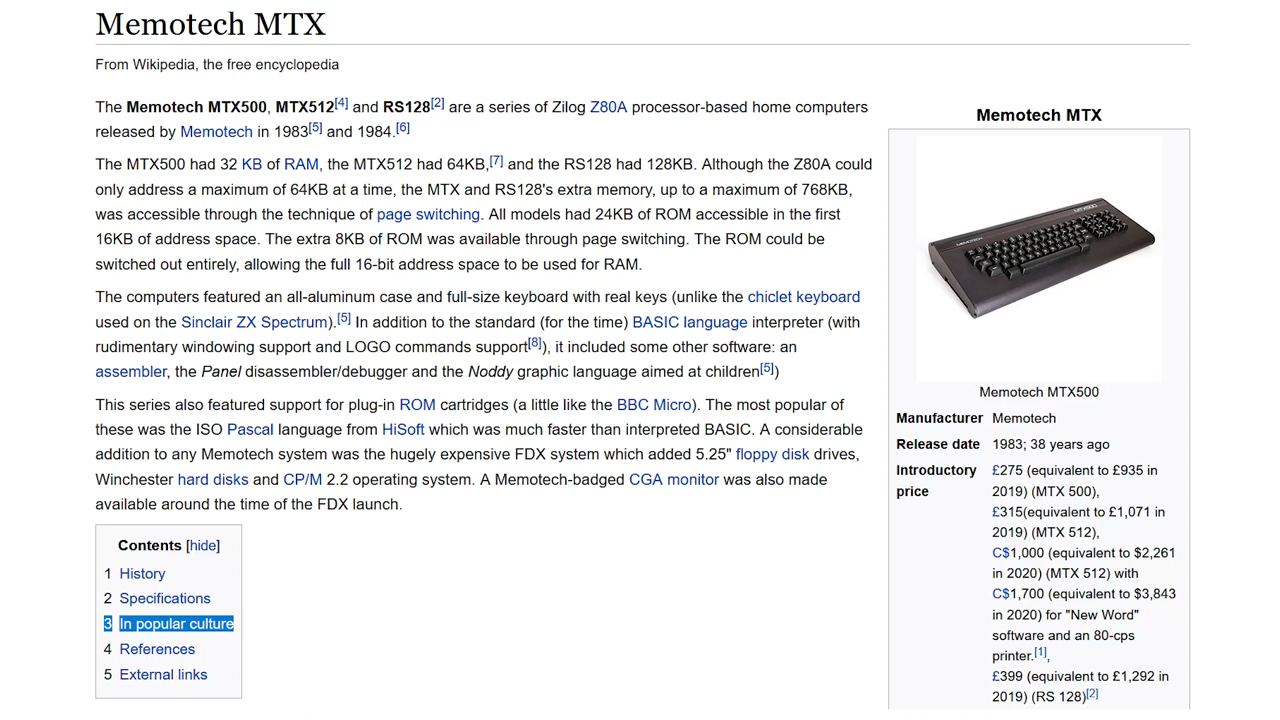 Memotech MTX
From Wikipedia, the free encyclopedia
The Memotech MTX500, MTX512[4] and RS128[2] are a series of Zilog Z80A processor-based home computers
released by Memotech in 1983[5] and 1984.[6]
The MTX500 had 32 KB of RAM, the MTX512 had 64KB,[7] and the RS128 had 128KB. Although the Z80A could
only address a maximum of 64KB at a time, the MTX and RS128's extra memory, up to a maximum of 768KB,
was accessible through the technique of page switching. All models had 24KB of ROM accessible in the first
16KB of address space. The extra 8KB of ROM was available through page switching. The ROM could be
switched out entirely, allowing the full 16-bit address space to be used for RAM.
The computers featured an all-aluminum case and full-size keyboard with real keys (unlike the chiclet keyboard
used on the Sinclair ZX Spectrum).[5] In addition to the standard (for the time) BASIC language interpreter (with
rudimentary windowing support and LOGO commands support[8]), it included some other software: an
assembler, the Panel disassembler/debugger and the Noddy graphic language aimed at children[5])
This series also featured support for plug-in ROM cartridges (a little like the BBC Micro). The most popular of
these was the ISO Pascal language from HiSoft which was much faster than interpreted BASIC. A considerable
addition to any Memotech system was the hugely expensive FDX system which added 5.25" floppy disk drives,
Winchester hard disks and CP/M 2.2 operating system. A Memotech-badged CGA monitor was also made
available around the time of the FDX launch.
Contents [hide]
1 History
2 Specifications
3 In popular culture
4 References
5 External links
Memotech MTX
MEMOTECH
MTX500
Memotech MTX500
Manufacturer Memotech
Release date 1983; 38 years ago
Introductory £275 (equivalent to £935 in
price 2019) (MTX 500),
£315(equivalent to £1,071 in
2019) (MTX 512),
C$1,000 (equivalent to $2,261
in 2020) (MTX 512) with
C$1,700 (equivalent to $3,843
in 2020) for "New Word"
software and an 80-cps
printer.[1],
£399 (equivalent to £1,292 in
2019) (RS 128)[2]